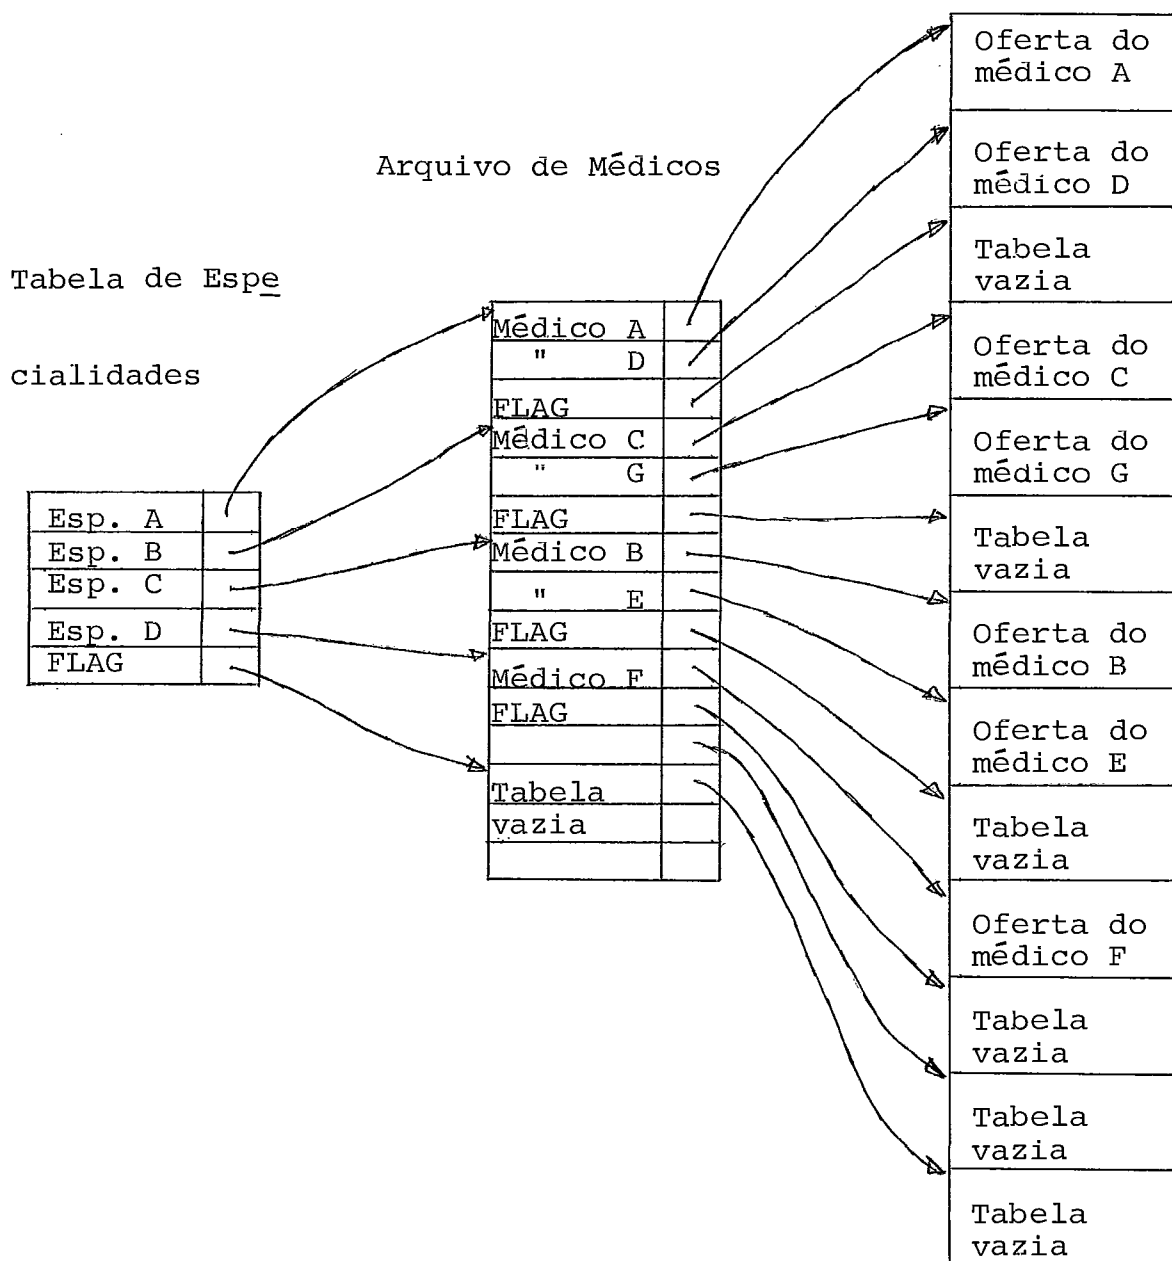 Arquivo de Médicos
Tabela de Espe
cialidades
Esp. A
Esp. B
Esp. C
Esp. D
FLAG
Médico A
" D
FLAG
Médico C
" G
FLAG
Médico B
" E
FLAG
Médico F
FLAG
Tabela
vazia
Oferta do
médico A
Oferta do
médico D
Tabela
vazia
Oferta do
médico C
Oferta do
médico G
Tabela
vazia
Oferta do
médico B
Oferta do
médico E
Tabela
vazia
Oferta do
médico F
Tabela
vazia
Tabela
vazia
Tabela
vazia